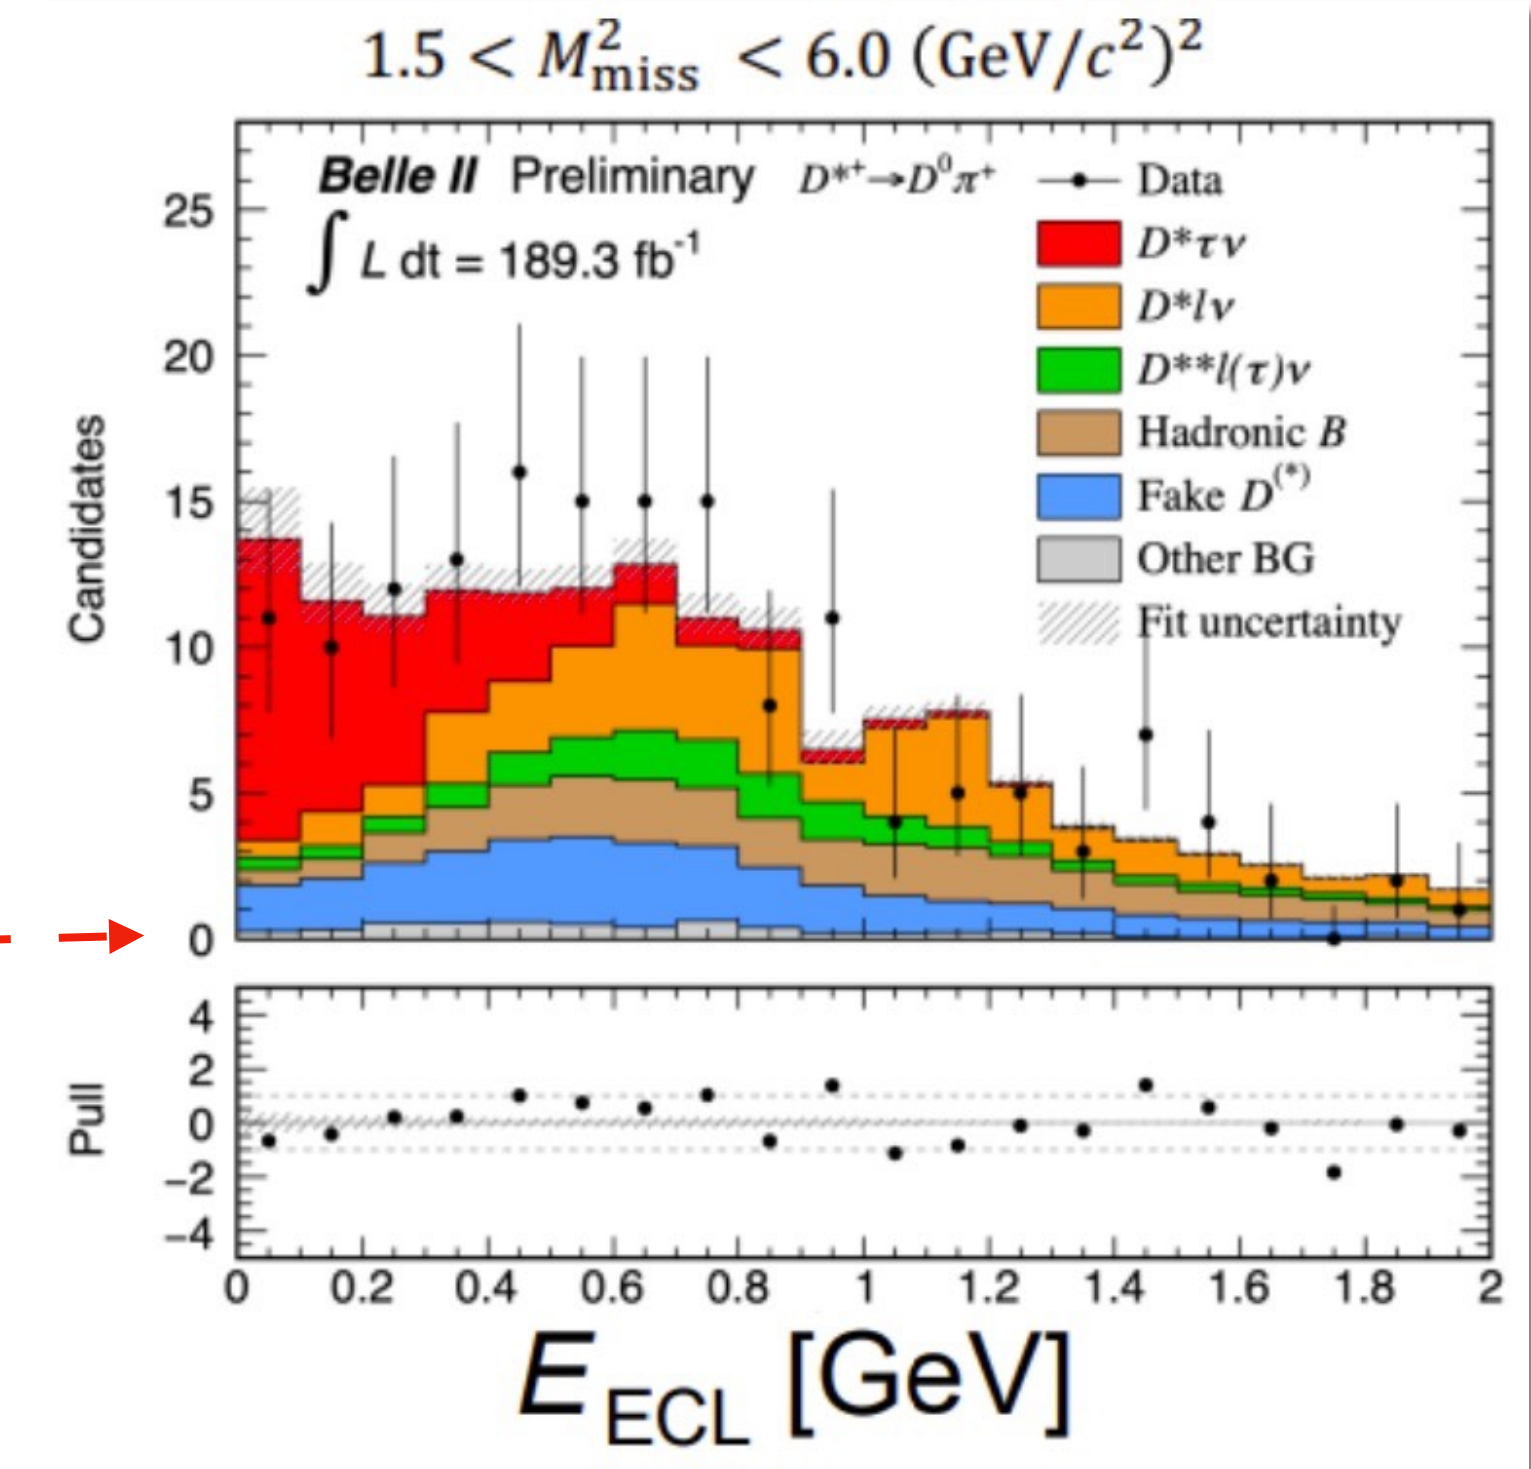 1.5 < M²miss < 6.0 (GeV/c²)²
Belle II Preliminary D*⁺→D⁰π⁺
∫ L dt = 189.3 fb⁻¹
Data
D*τν
D*lν
D**l(τ)ν
Hadronic B
Fake D⁽*⁾
Other BG
Fit uncertainty
Candidates
25
20
15
10
5
0
Pull
4
2
0
−2
−4
0 0.2 0.4 0.6 0.8 1 1.2 1.4 1.6 1.8 2
E ECL [GeV]